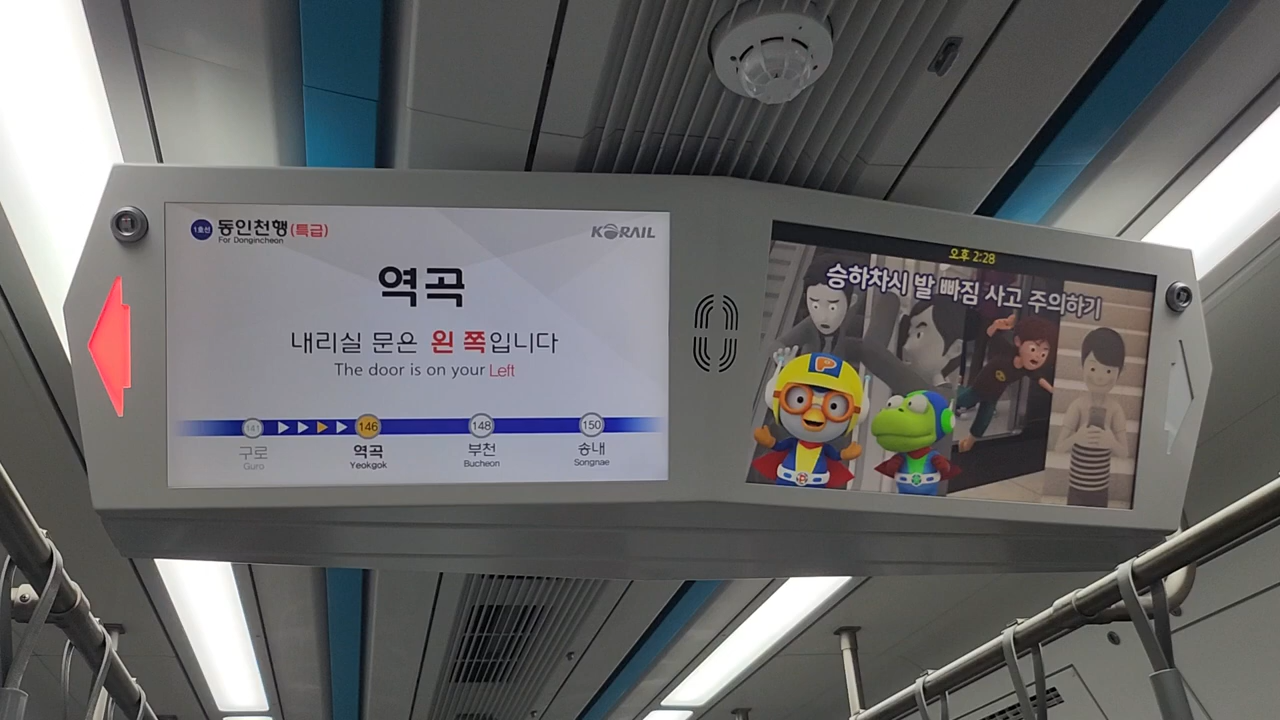 1호선 동인천행(특급)
For Dongincheon
KORAIL
역곡
내리실 문은 왼 쪽입니다
The door is on your Left
141 146 148 150
구로 역곡 부천 송내
Guro Yeokgok Bucheon Songnae
오후 2:28
승하차시 발 빠짐 사고 주의하기
P